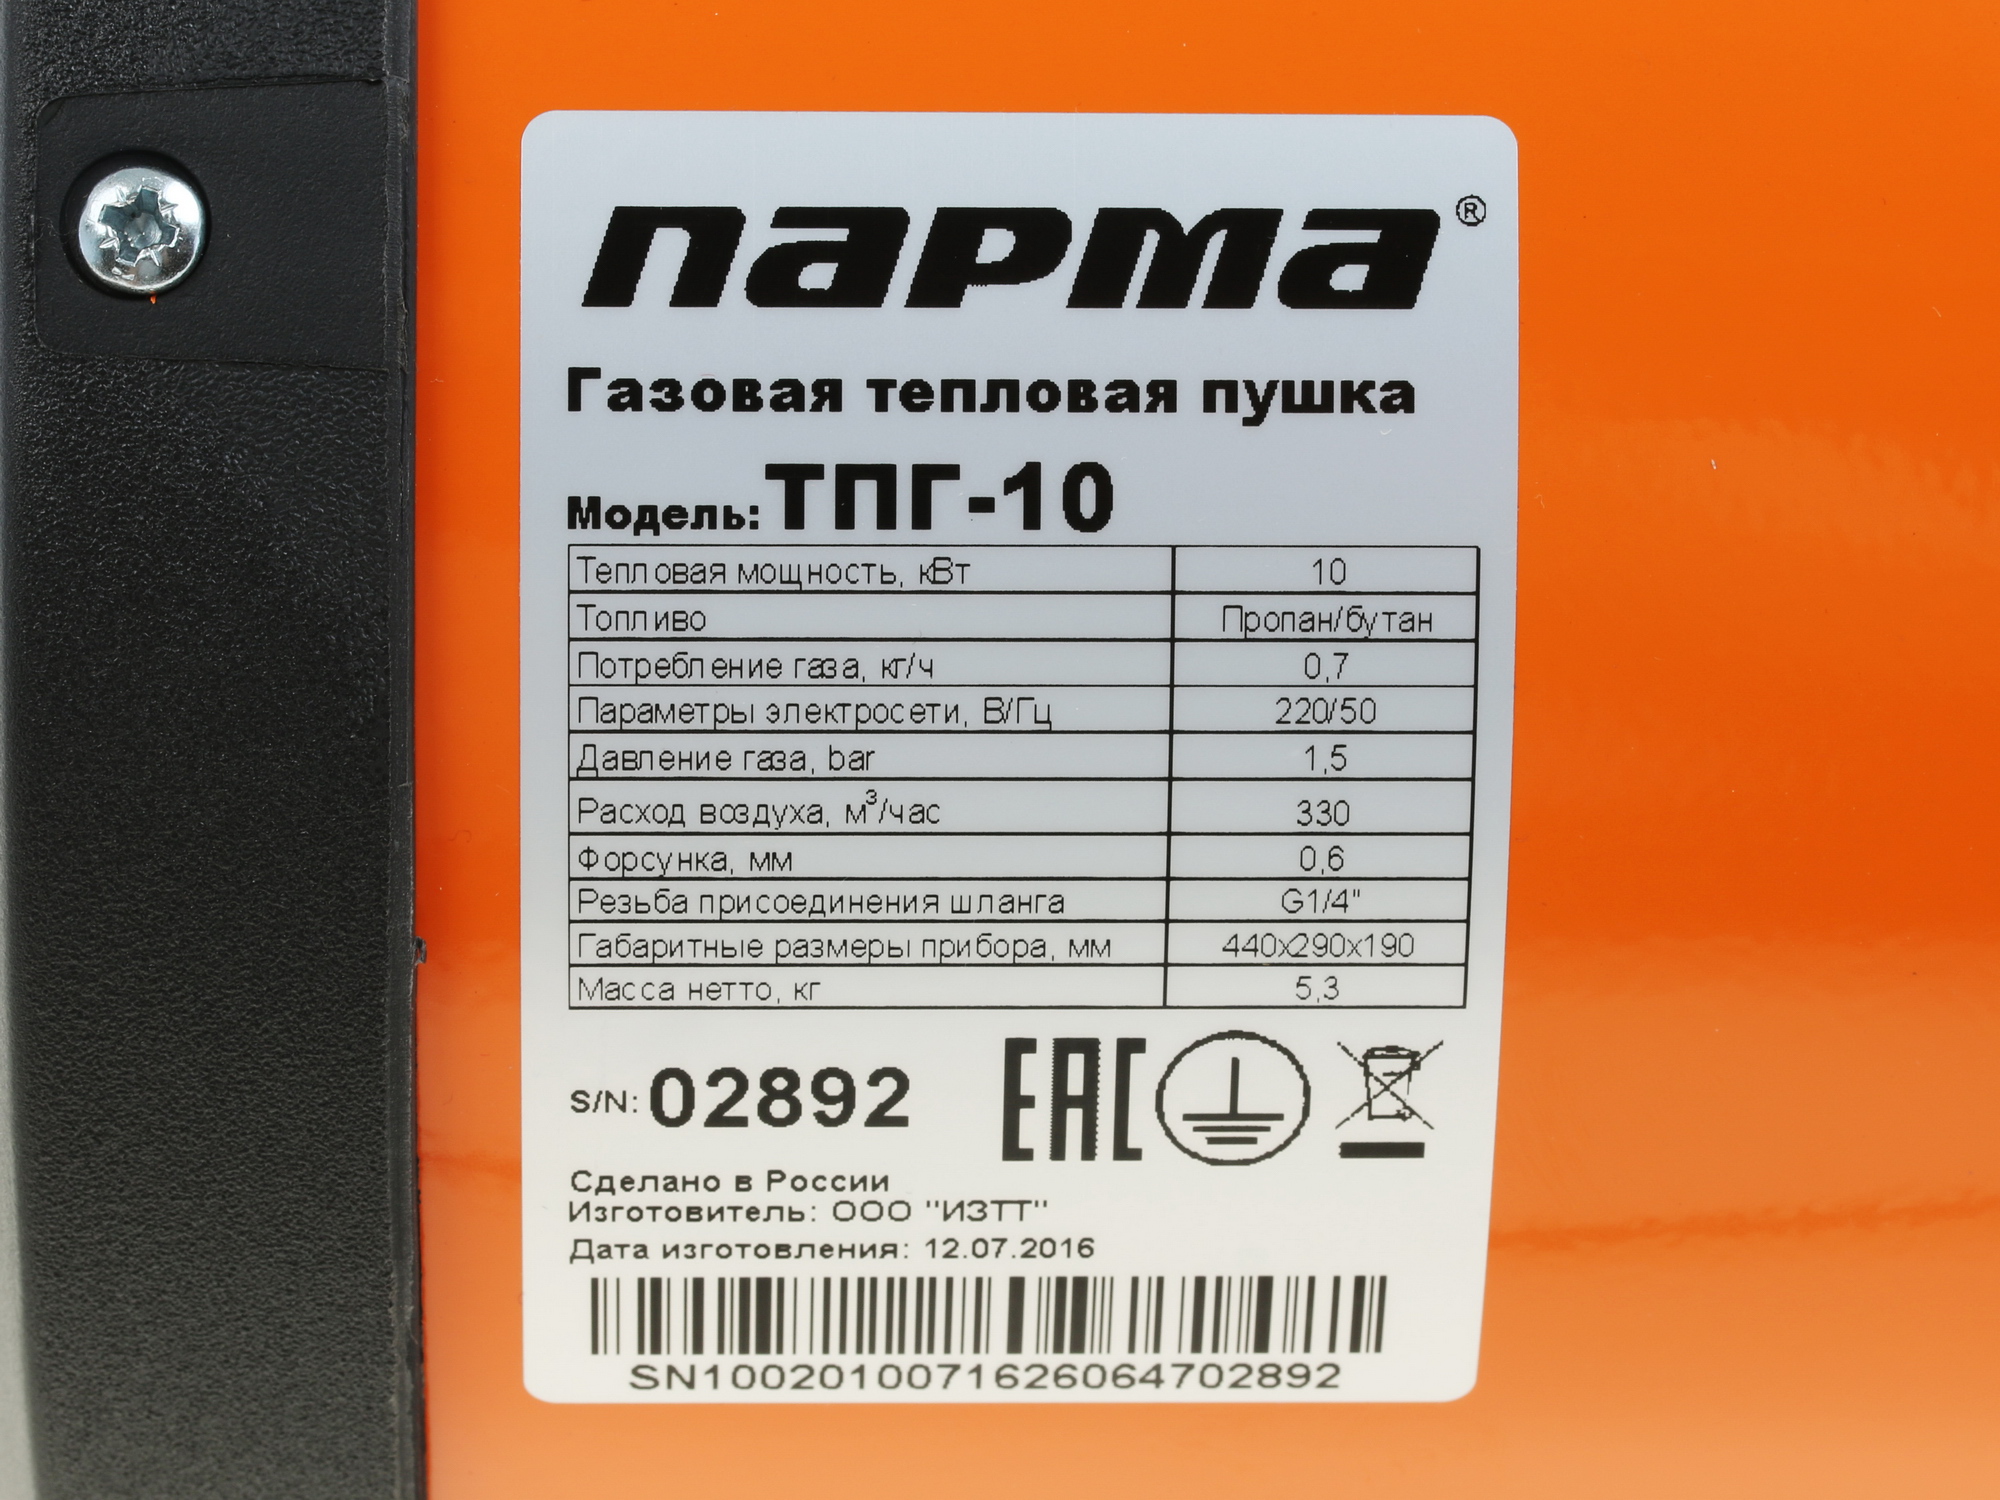 парма®
Газовая тепловая пушка
Модель: ТПГ-10
Тепловая мощность, кВт 10
Топливо Пропан/бутан
Потребление газа, кг/ч 0,7
Параметры электросети, В/Гц 220/50
Давление газа, bar 1,5
Расход воздуха, м³/час 330
Форсунка, мм 0,6
Резьба присоединения шланга G1/4"
Габаритные размеры прибора, мм 440x290x190
Масса нетто, кг 5,3
S/N: 02892 EAC
Сделано в России
Изготовитель: ООО "ИЗТТ"
Дата изготовления: 12.07.2016
SN1002010071626064702892